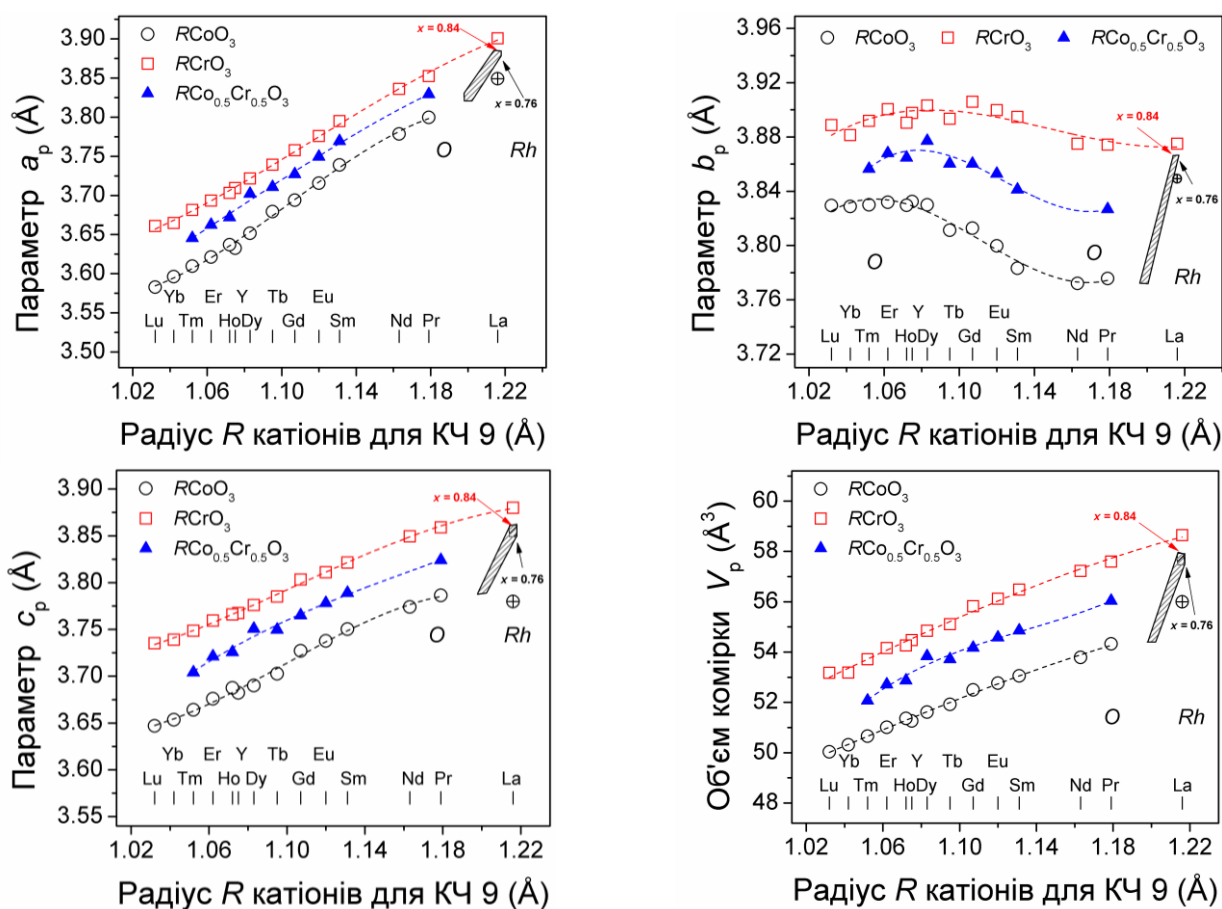 Параметр a_p (Å)
3.90
3.85
3.80
3.75
3.70
3.65
3.60
3.55
3.50
RCoO₃
RCrO₃
RCo₀.₅Cr₀.₅O₃
x = 0.84
x = 0.76
O Rh
Yb Er Y Tb Eu
Lu Tm Ho Dy Gd Sm Nd Pr La
1.02 1.06 1.10 1.14 1.18 1.22
Радіус R катіонів для КЧ 9 (Å)
Параметр b_p (Å)
3.96
3.92
3.88
3.84
3.80
3.76
3.72
RCoO₃ RCrO₃ RCo₀.₅Cr₀.₅O₃
x = 0.84
x = 0.76
O O Rh
Yb Er Y Tb Eu
Lu Tm Ho Dy Gd Sm Nd Pr La
1.02 1.06 1.10 1.14 1.18 1.22
Радіус R катіонів для КЧ 9 (Å)
Параметр c_p (Å)
3.90
3.85
3.80
3.75
3.70
3.65
3.60
3.55
RCoO₃
RCrO₃
RCo₀.₅Cr₀.₅O₃
x = 0.84
x = 0.76
O Rh
Yb Er Y Tb Eu
Lu Tm Ho Dy Gd Sm Nd Pr La
1.02 1.06 1.10 1.14 1.18 1.22
Радіус R катіонів для КЧ 9 (Å)
Об'єм комірки V_p (Å³)
60
58
56
54
52
50
48
RCoO₃
RCrO₃
RCo₀.₅Cr₀.₅O₃
x = 0.84
x = 0.76
O Rh
Yb Er Y Tb Eu
Lu Tm Ho Dy Gd Sm Nd Pr La
1.02 1.06 1.10 1.14 1.18 1.22
Радіус R катіонів для КЧ 9 (Å)